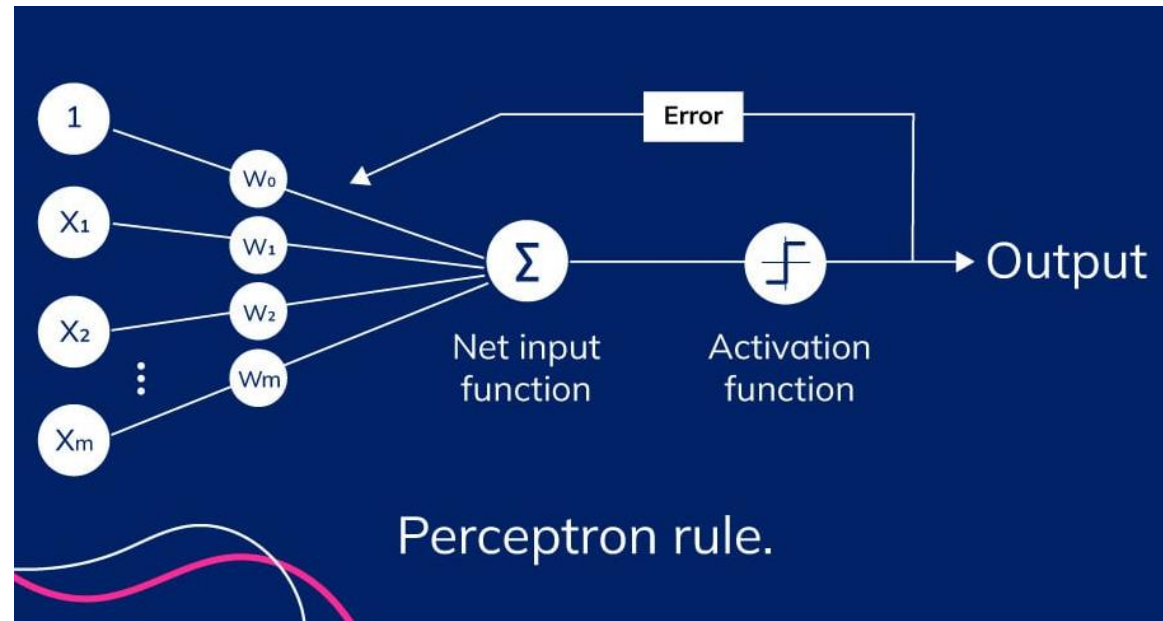 1
X₁
X₂
Xm
W₀
W₁
W₂
Wm
Σ
Net input
function
Activation
function
Error
Output
Perceptron rule.